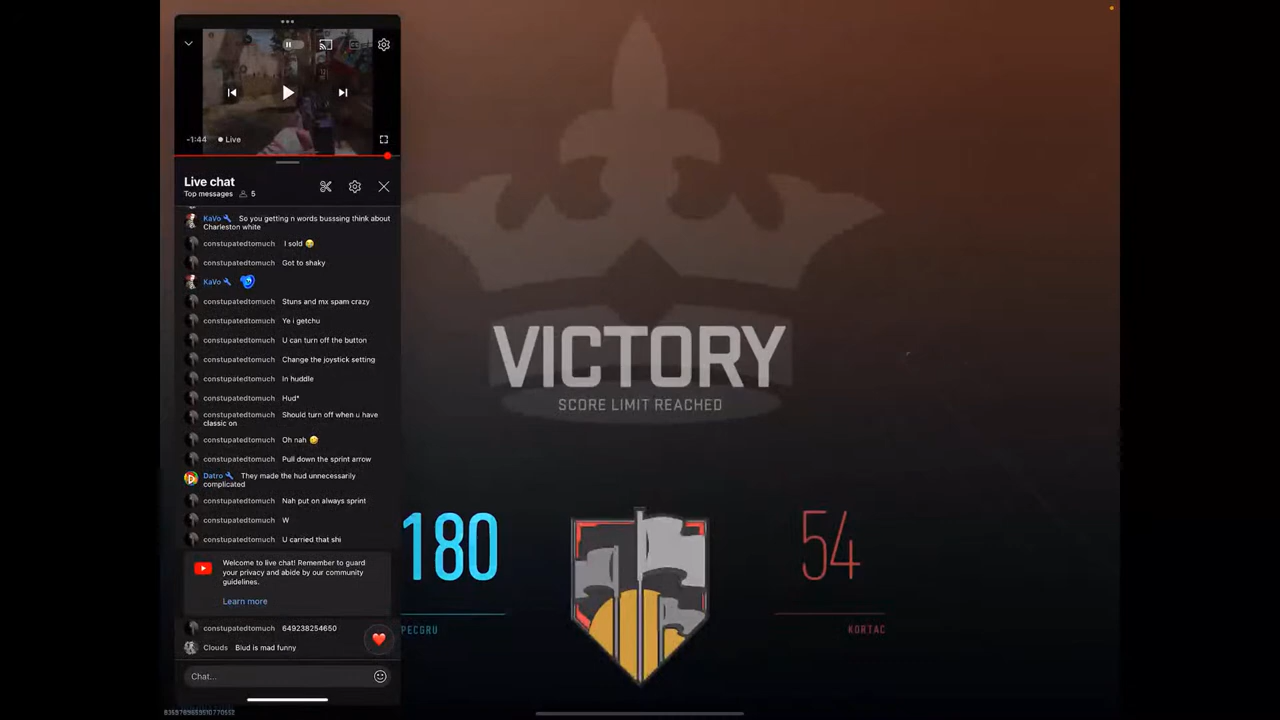 -1:44 Live
Live chat
Top messages 5
KaVo So you getting n words busssing think about
Charleston white
constupatedtomuch I sold 😭
constupatedtomuch Got to shaky
KaVo
constupatedtomuch Stuns and mx spam crazy
constupatedtomuch Ye i getchu
constupatedtomuch U can turn off the button
constupatedtomuch Change the joystick setting
constupatedtomuch In huddle
constupatedtomuch Hud*
constupatedtomuch Should turn off when u have
classic on
constupatedtomuch Oh nah 🤣
constupatedtomuch Pull down the sprint arrow
Datro They made the hud unnecessarily
complicated
constupatedtomuch Nah put on always sprint
constupatedtomuch W
constupatedtomuch U carried that shi
Welcome to live chat! Remember to guard
your privacy and abide by our community
guidelines.
Learn more
constupatedtomuch 649238254650
Clouds Blud is mad funny
Chat...
VICTORY
SCORE LIMIT REACHED
180
54
PECGRU
KORTAC